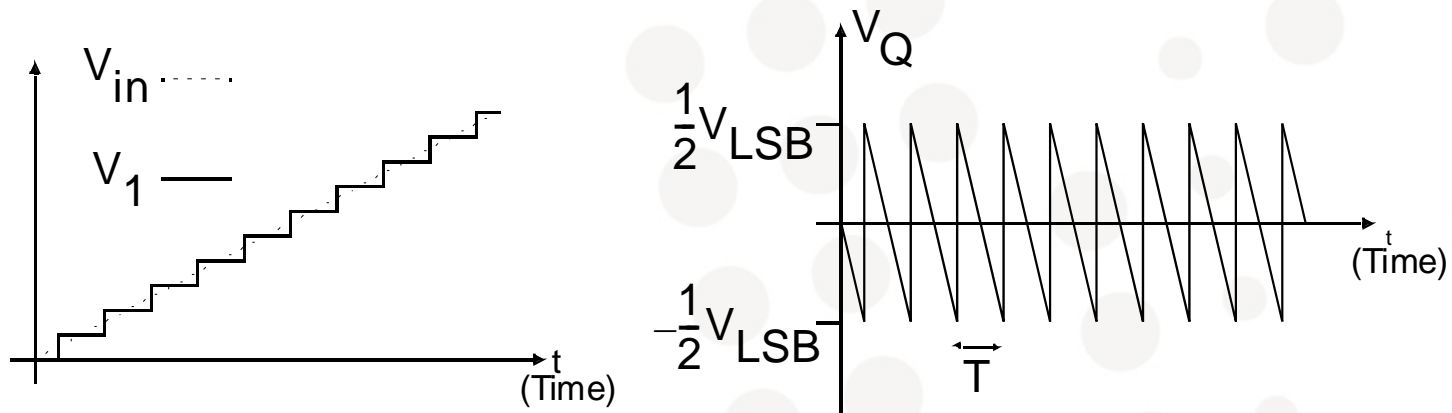 V_in
V_1
t
(Time)
V_Q
1/2 V_LSB
t
(Time)
-1/2 V_LSB
T